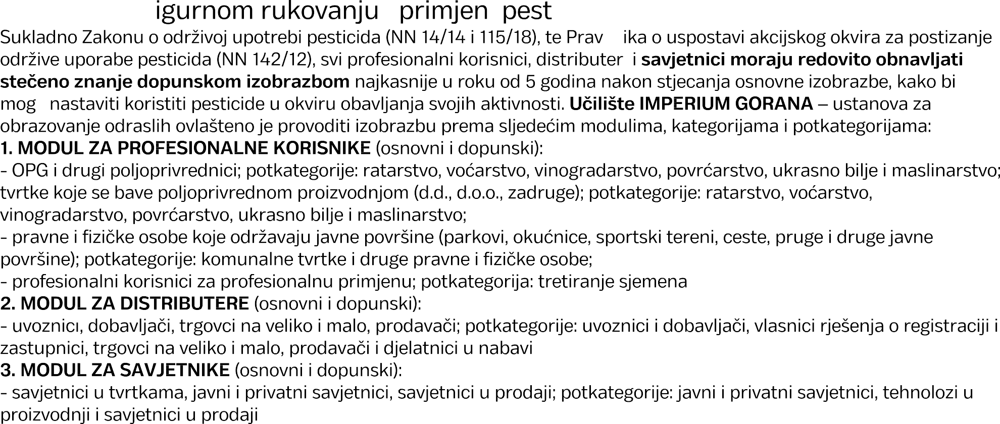 igurnom rukovanju primjen pest
Sukladno Zakonu o održivoj upotrebi pesticida (NN 14/14 i 115/18), te Prav ika o uspostavi akcijskog okvira za postizanje
održive uporabe pesticida (NN 142/12), svi profesionalni korisnici, distributer i savjetnici moraju redovito obnavljati
stečeno znanje dopunskom izobrazbom najkasnije u roku od 5 godina nakon stjecanja osnovne izobrazbe, kako bi
mog nastaviti koristiti pesticide u okviru obavljanja svojih aktivnosti. Učilište IMPERIUM GORANA – ustanova za
obrazovanje odraslih ovlašteno je provoditi izobrazbu prema sljedećim modulima, kategorijama i potkategorijama:
1. MODUL ZA PROFESIONALNE KORISNIKE (osnovni i dopunski):
- OPG i drugi poljoprivrednici; potkategorije: ratarstvo, voćarstvo, vinogradarstvo, povrćarstvo, ukrasno bilje i maslinarstvo;
tvrtke koje se bave poljoprivrednom proizvodnjom (d.d., d.o.o., zadruge); potkategorije: ratarstvo, voćarstvo,
vinogradarstvo, povrćarstvo, ukrasno bilje i maslinarstvo;
- pravne i fizičke osobe koje održavaju javne površine (parkovi, okućnice, sportski tereni, ceste, pruge i druge javne
površine); potkategorije: komunalne tvrtke i druge pravne i fizičke osobe;
- profesionalni korisnici za profesionalnu primjenu; potkategorija: tretiranje sjemena
2. MODUL ZA DISTRIBUTERE (osnovni i dopunski):
- uvoznicı, dobavljači, trgovci na veliko i malo, prodavači; potkategorije: uvoznici i dobavljači, vlasnici rješenja o registraciji i
zastupnici, trgovci na veliko i malo, prodavači i djelatnici u nabavi
3. MODUL ZA SAVJETNIKE (osnovni i dopunski):
- savjetnici u tvrtkama, javni i privatni savjetnici, savjetnici u prodaji; potkategorije: javni i privatni savjetnici, tehnolozi u
proizvodnji i savjetnici u prodaji